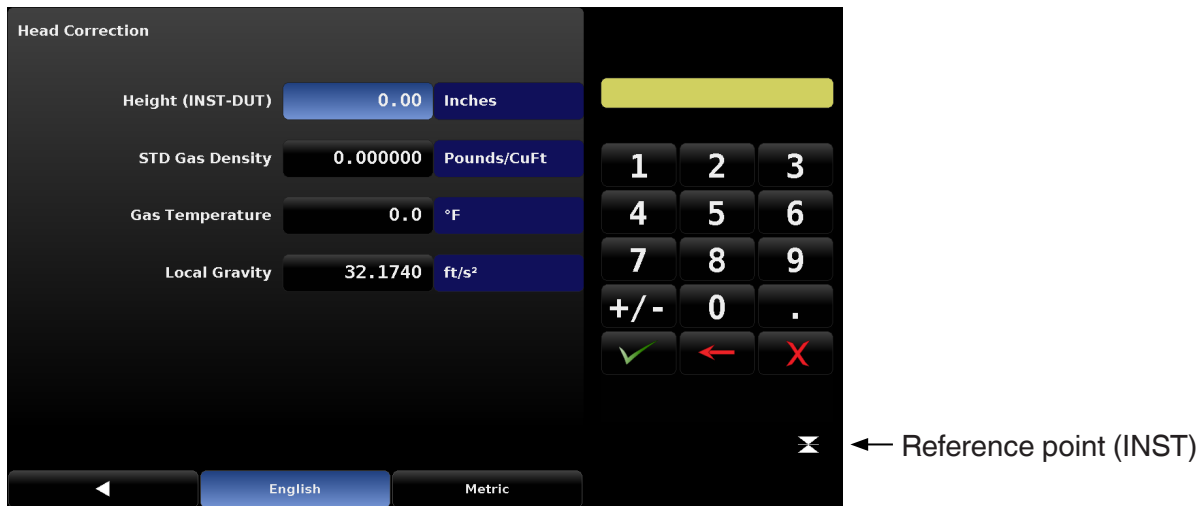 Head Correction
Height (INST-DUT) 0.00 Inches
STD Gas Density 0.000000 Pounds/CuFt
Gas Temperature 0.0 °F
Local Gravity 32.1740 ft/s²
1 2 3
4 5 6
7 8 9
+/- 0 .
X
Reference point (INST)
English Metric